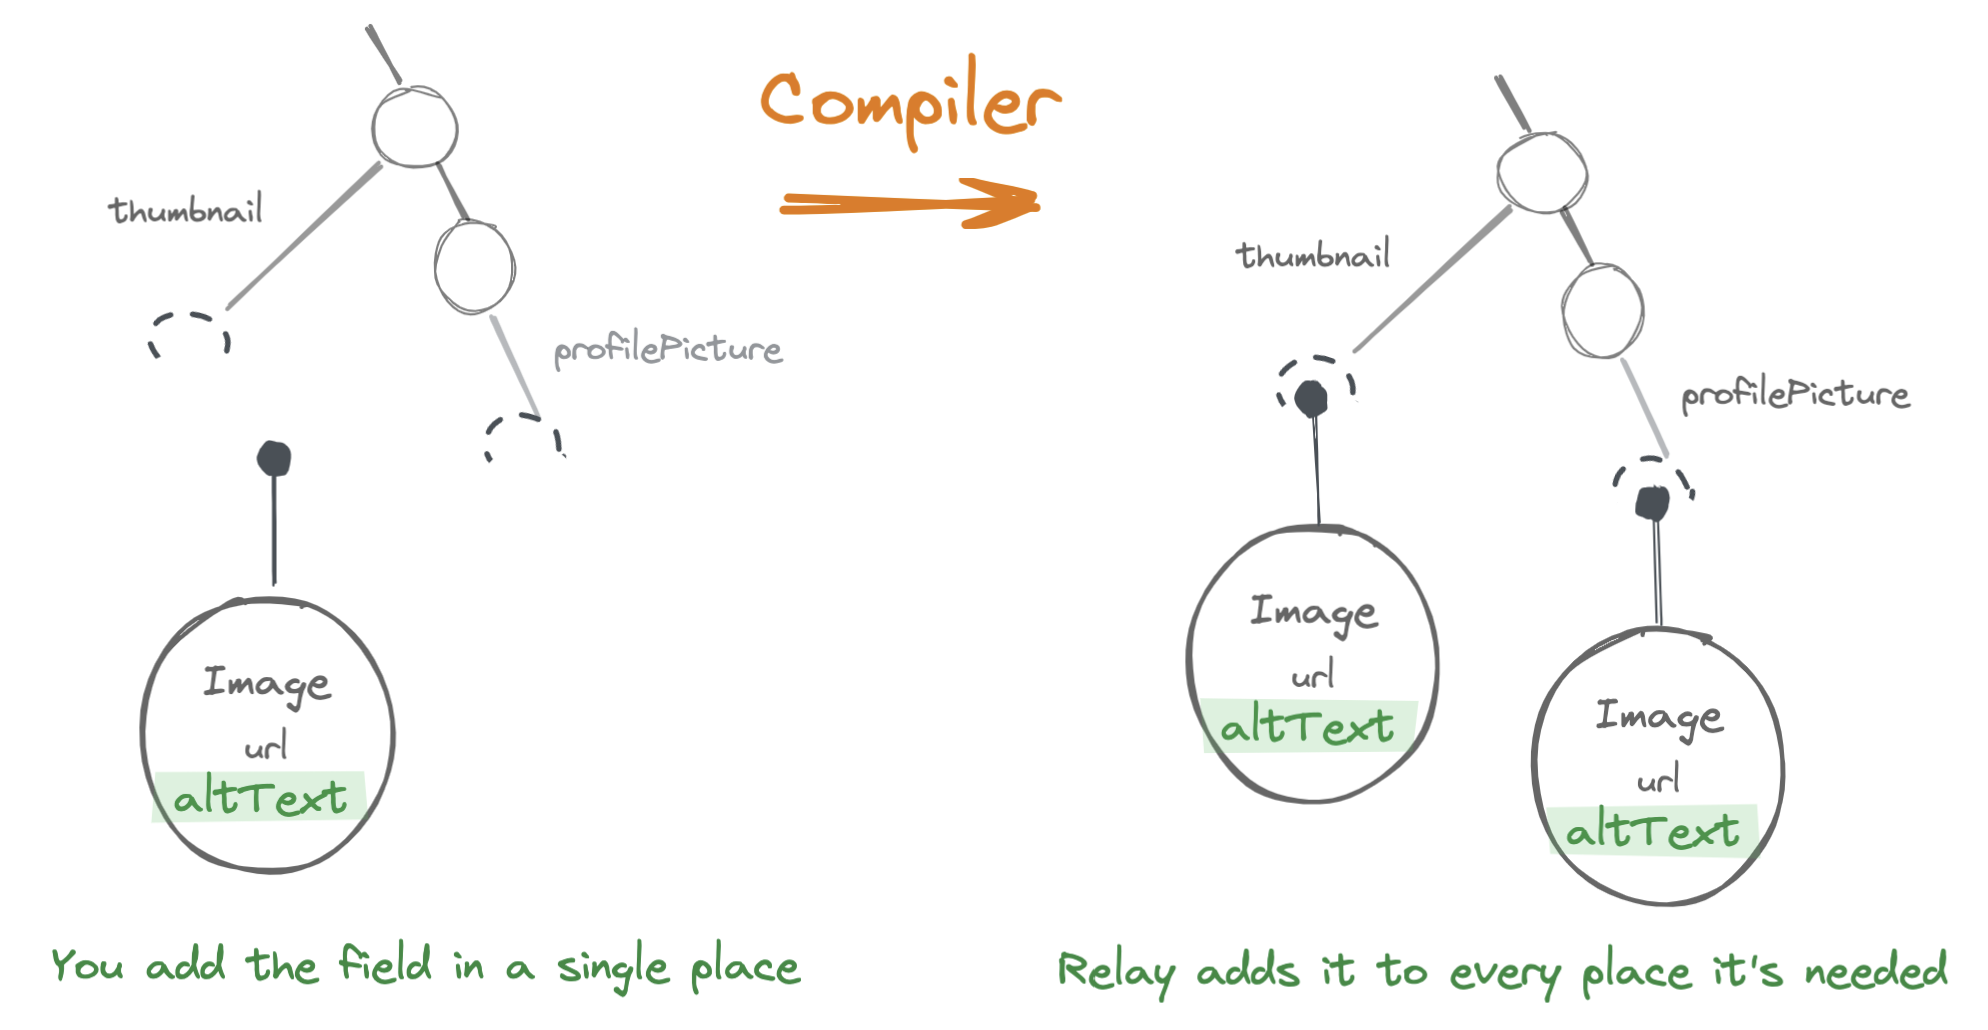 Compiler
thumbnail
profilePicture
Image
url
altText
You add the field in a single place
thumbnail
profilePicture
Image
url
altText
Image
url
altText
Relay adds it to every place it's needed